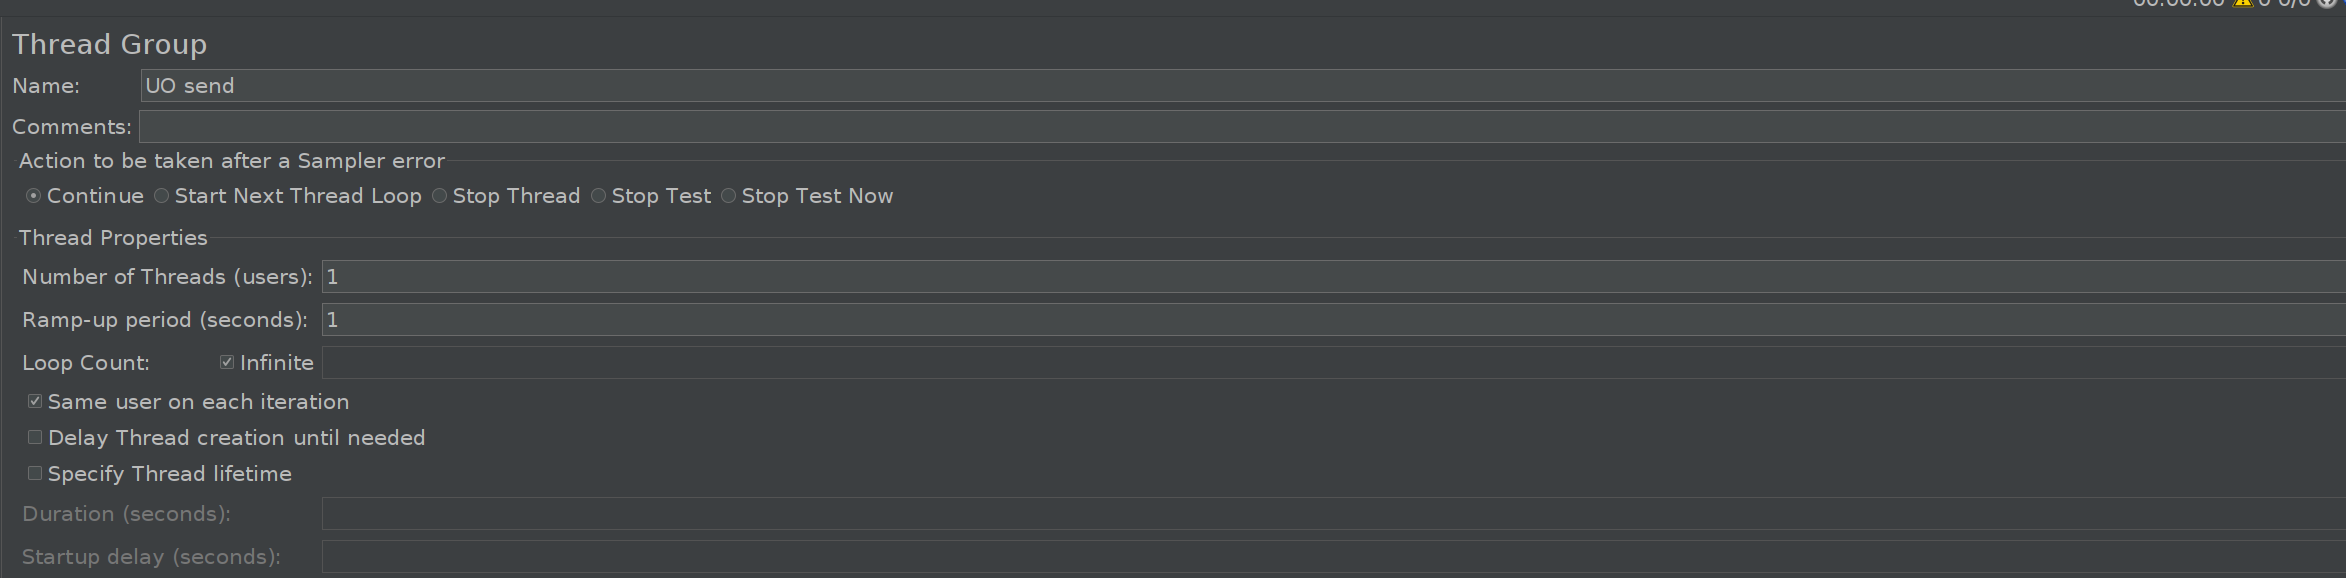 Thread Group
Name: UO send
Comments:
Action to be taken after a Sampler error
Continue Start Next Thread Loop Stop Thread Stop Test Stop Test Now
Thread Properties
Number of Threads (users): 1
Ramp-up period (seconds): 1
Loop Count: Infinite
Same user on each iteration
Delay Thread creation until needed
Specify Thread lifetime
Duration (seconds):
Startup delay (seconds):